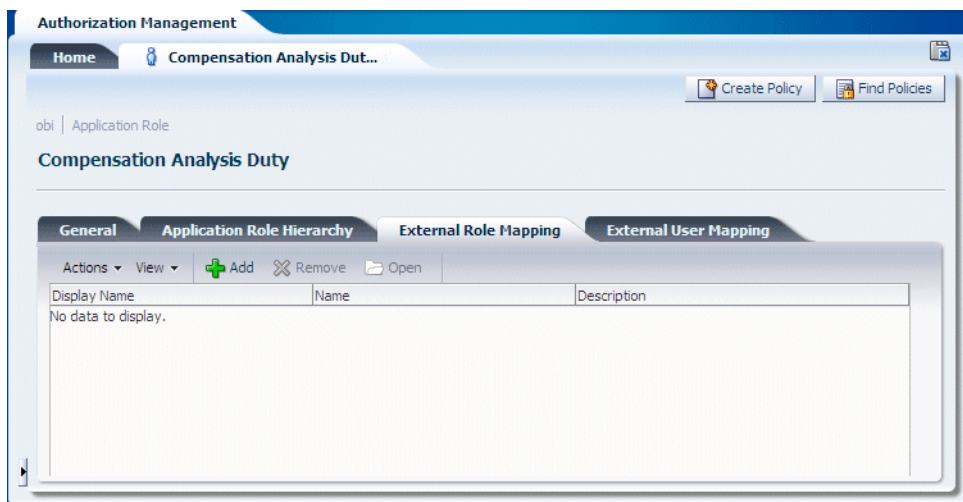 Authorization Management
Home Compensation Analysis Dut...
Create Policy Find Policies
obi | Application Role
Compensation Analysis Duty
General Application Role Hierarchy External Role Mapping External User Mapping
Actions View Add Remove Open
Display Name Name Description
No data to display.